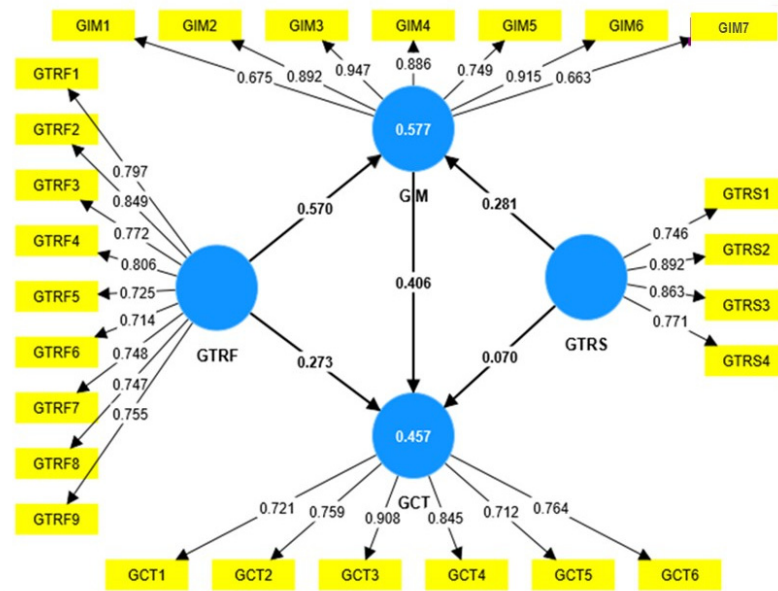 GIM1 GIM2 GIM3 GIM4 GIM5 GIM6 GIM7
0.675 0.892 0.947 0.886 0.749 0.915 0.663
0.577
GIM
GTRF1
GTRF2
GTRF3
GTRF4
GTRF5
GTRF6
GTRF7
GTRF8
GTRF9
0.797
0.849
0.772
0.806
0.725
0.714
0.748
0.747
0.755
GTRF
0.570
0.281
0.406
0.273
0.070
GTRS
GTRS1
GTRS2
GTRS3
GTRS4
0.746
0.892
0.863
0.771
0.457
GCT
0.721 0.759 0.908 0.845 0.712 0.764
GCT1 GCT2 GCT3 GCT4 GCT5 GCT6